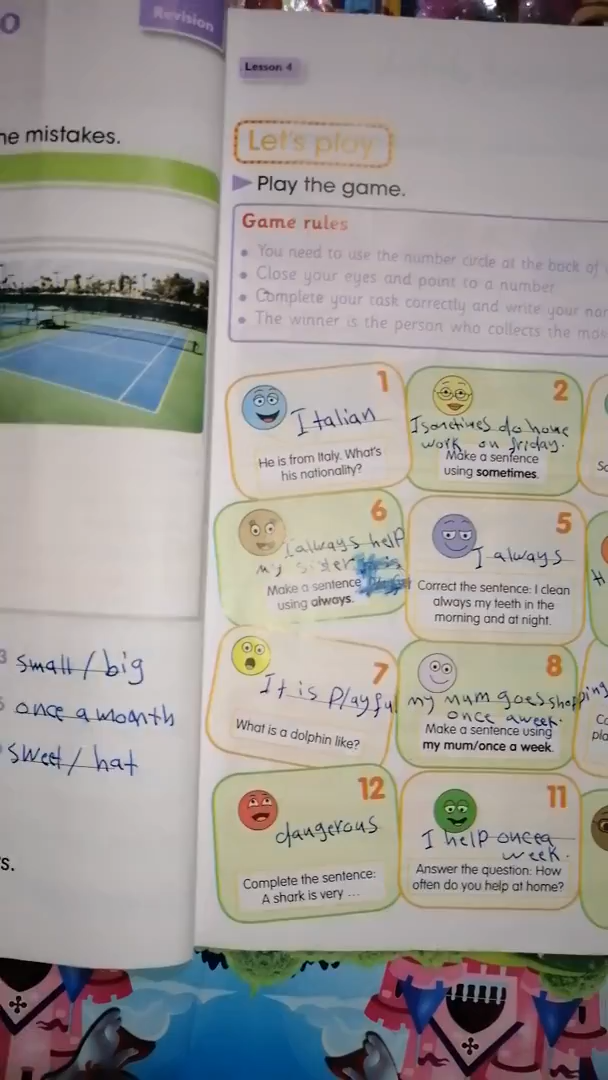 o
Revision
he mistakes.
3 small / big
5 once a moanth
sweet / hat
's.
Lesson 4
Let's play
Play the game.
Game rules
• You need to use the number circle at the back of
• Close your eyes and point to a number
• Complete your task correctly and write your nam
• The winner is the person who collects the mos
1
Italian
He is from Italy. What's
his nationality?
2
I sometimes do home
work on friday.
Make a sentence
using sometimes.
So
6
I always help
my sister
Make a sentence
using always.
5
I always
Correct the sentence: I clean
always my teeth in the
morning and at night.
H
7
It is playful
What is a dolphin like?
8
my mum goes shopping
once a week.
Make a sentence using
my mum/once a week.
Co
pla
12
dangerous
Complete the sentence:
A shark is very ...
11
I help once a
week.
Answer the question: How
often do you help at home?